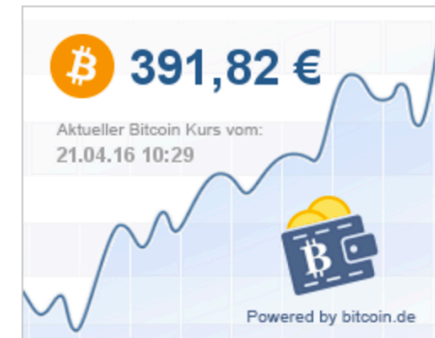 391,82 €
Aktueller Bitcoin Kurs vom:
21.04.16 10:29
Powered by bitcoin.de